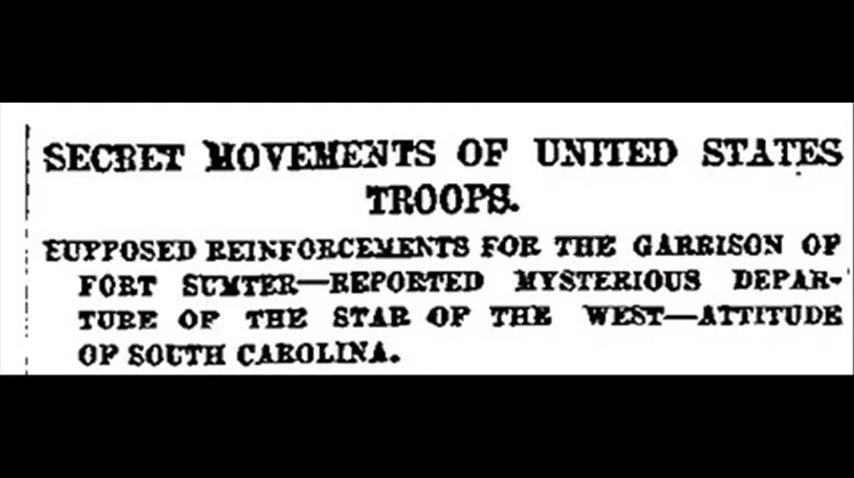 SECRET MOVEMENTS OF UNITED STATES
TROOPS.
SUPPOSED REINFORCEMENTS FOR THE GARRISON OF
FORT SUMTER—REPORTED MYSTERIOUS DEPAR-
TURE OF THE STAR OF THE WEST—ATTITUDE
OF SOUTH CAROLINA.